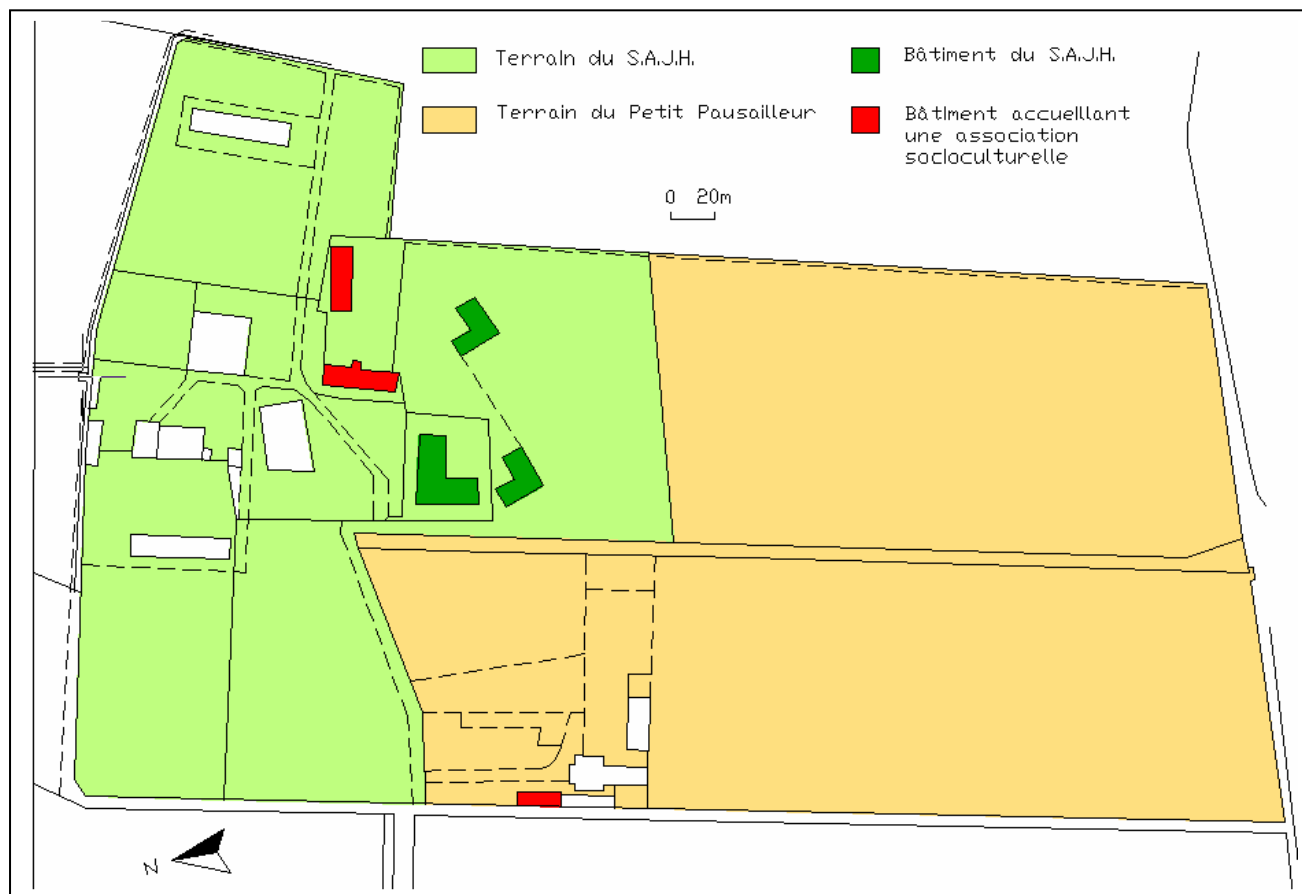 Terrain du S.A.J.H.
Bâtiment du S.A.J.H.
Terrain du Petit Pausailleur
Bâtiment accueillant
une association
socioculturelle
0 20m
N